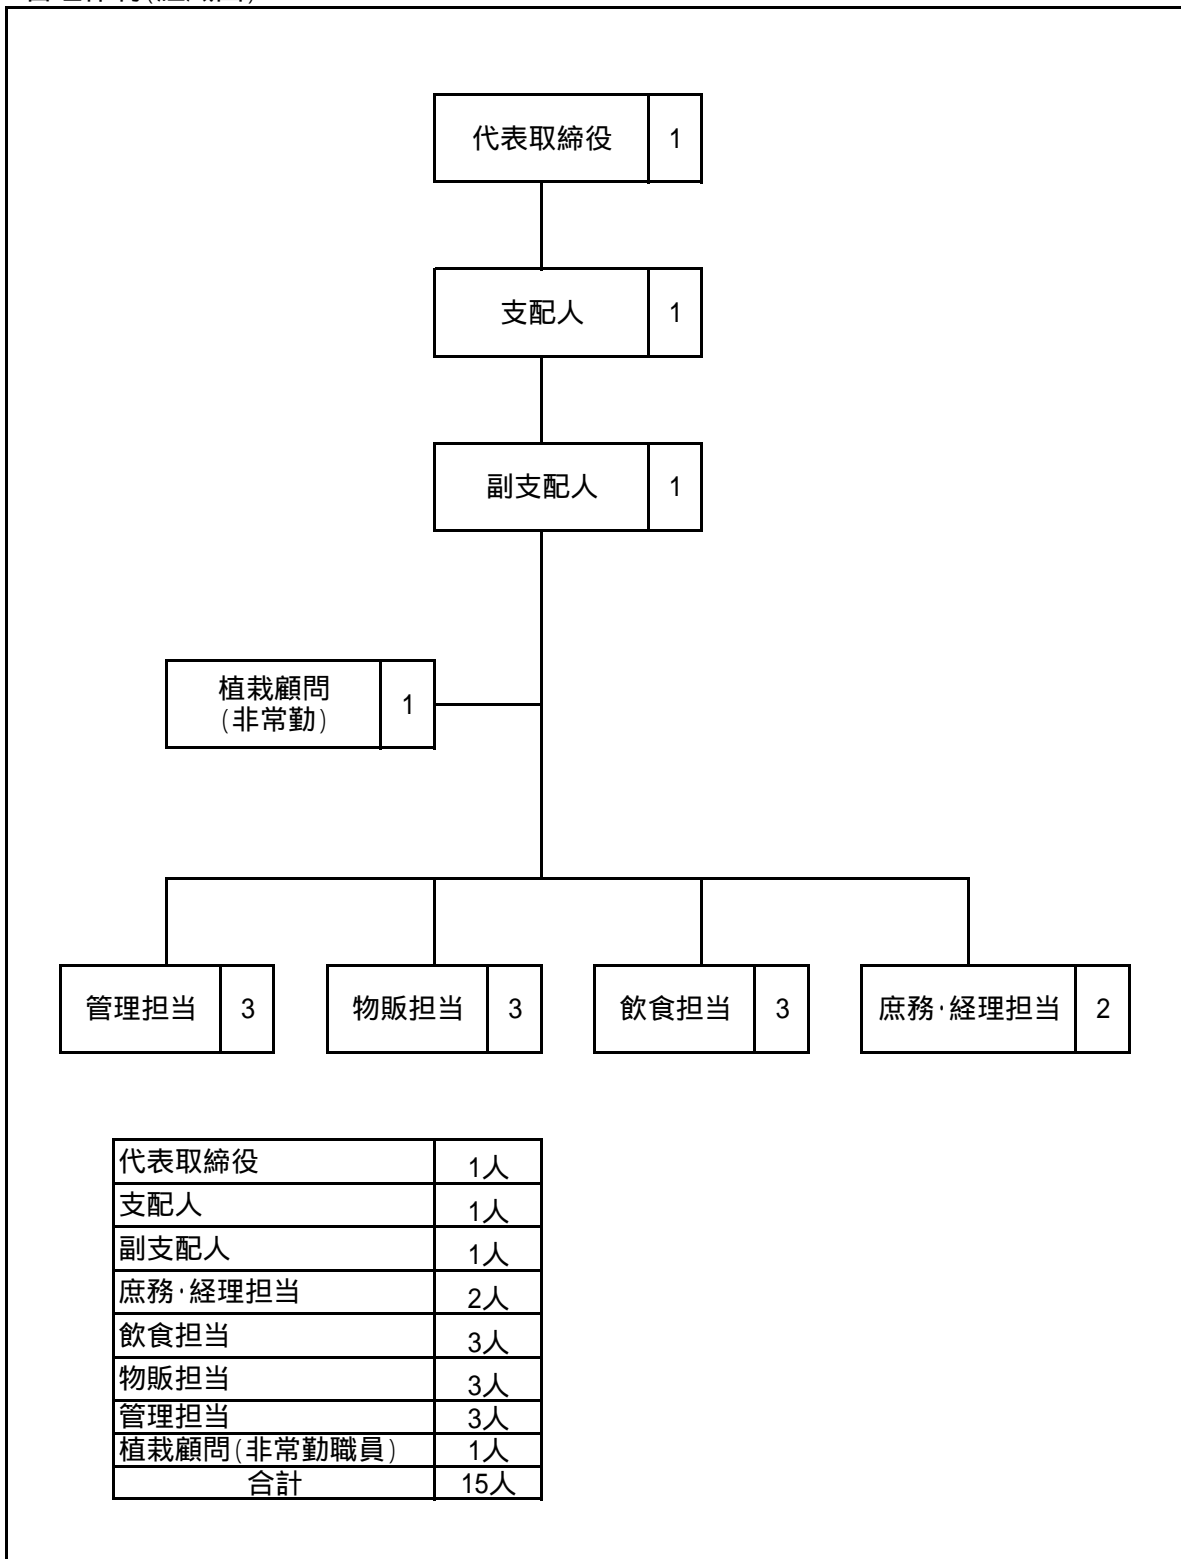 代表取締役 1
支配人 1
副支配人 1
植栽顧問
(非常勤) 1
管理担当 3 物販担当 3 飲食担当 3 庶務・経理担当 2
代表取締役 1人
支配人 1人
副支配人 1人
庶務・経理担当 2人
飲食担当 3人
物販担当 3人
管理担当 3人
植栽顧問(非常勤職員) 1人
合計 15人